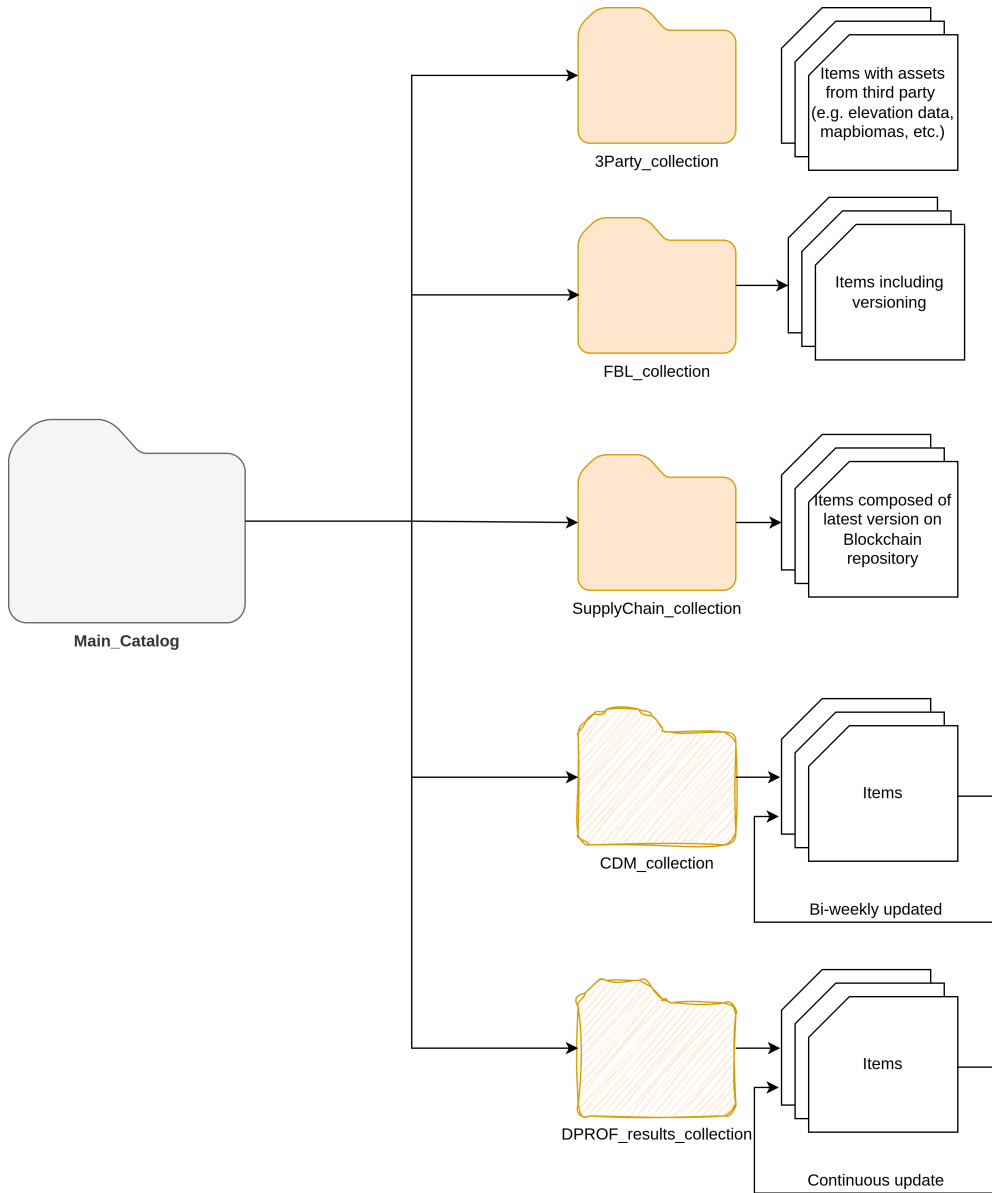 Items with assets
from third party
(e.g. elevation data,
mapbiomas, etc.)
3Party_collection
Items including
versioning
FBL_collection
Items composed of
latest version on
Blockchain
repository
SupplyChain_collection
Main_Catalog
Items
CDM_collection
Bi-weekly updated
Items
DPROF_results_collection
Continuous update